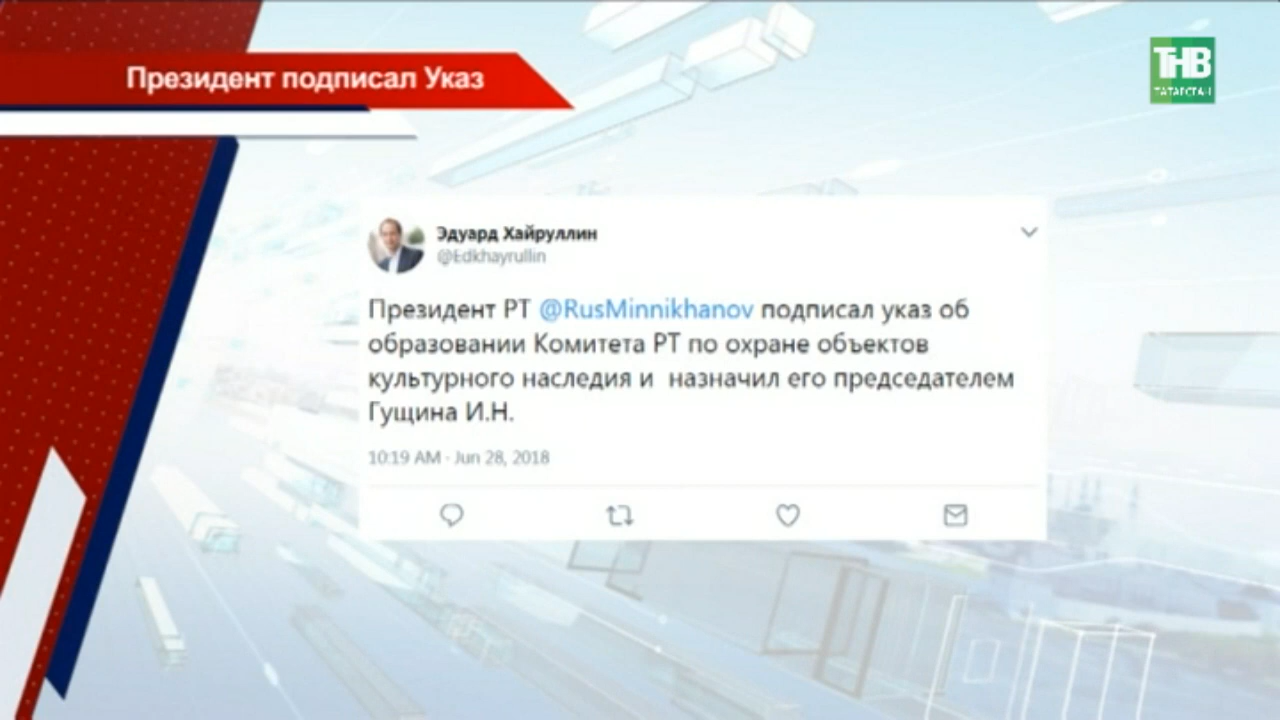 Президент подписал Указ
ТНВ
ТАТАРСТАН
Эдуард Хайруллин
@Edkhayrullin
Президент РТ @RusMinnikhanov подписал указ об
образовании Комитета РТ по охране объектов
культурного наследия и назначил его председателем
Гущина И.Н.
10:19 AM - Jun 28, 2018